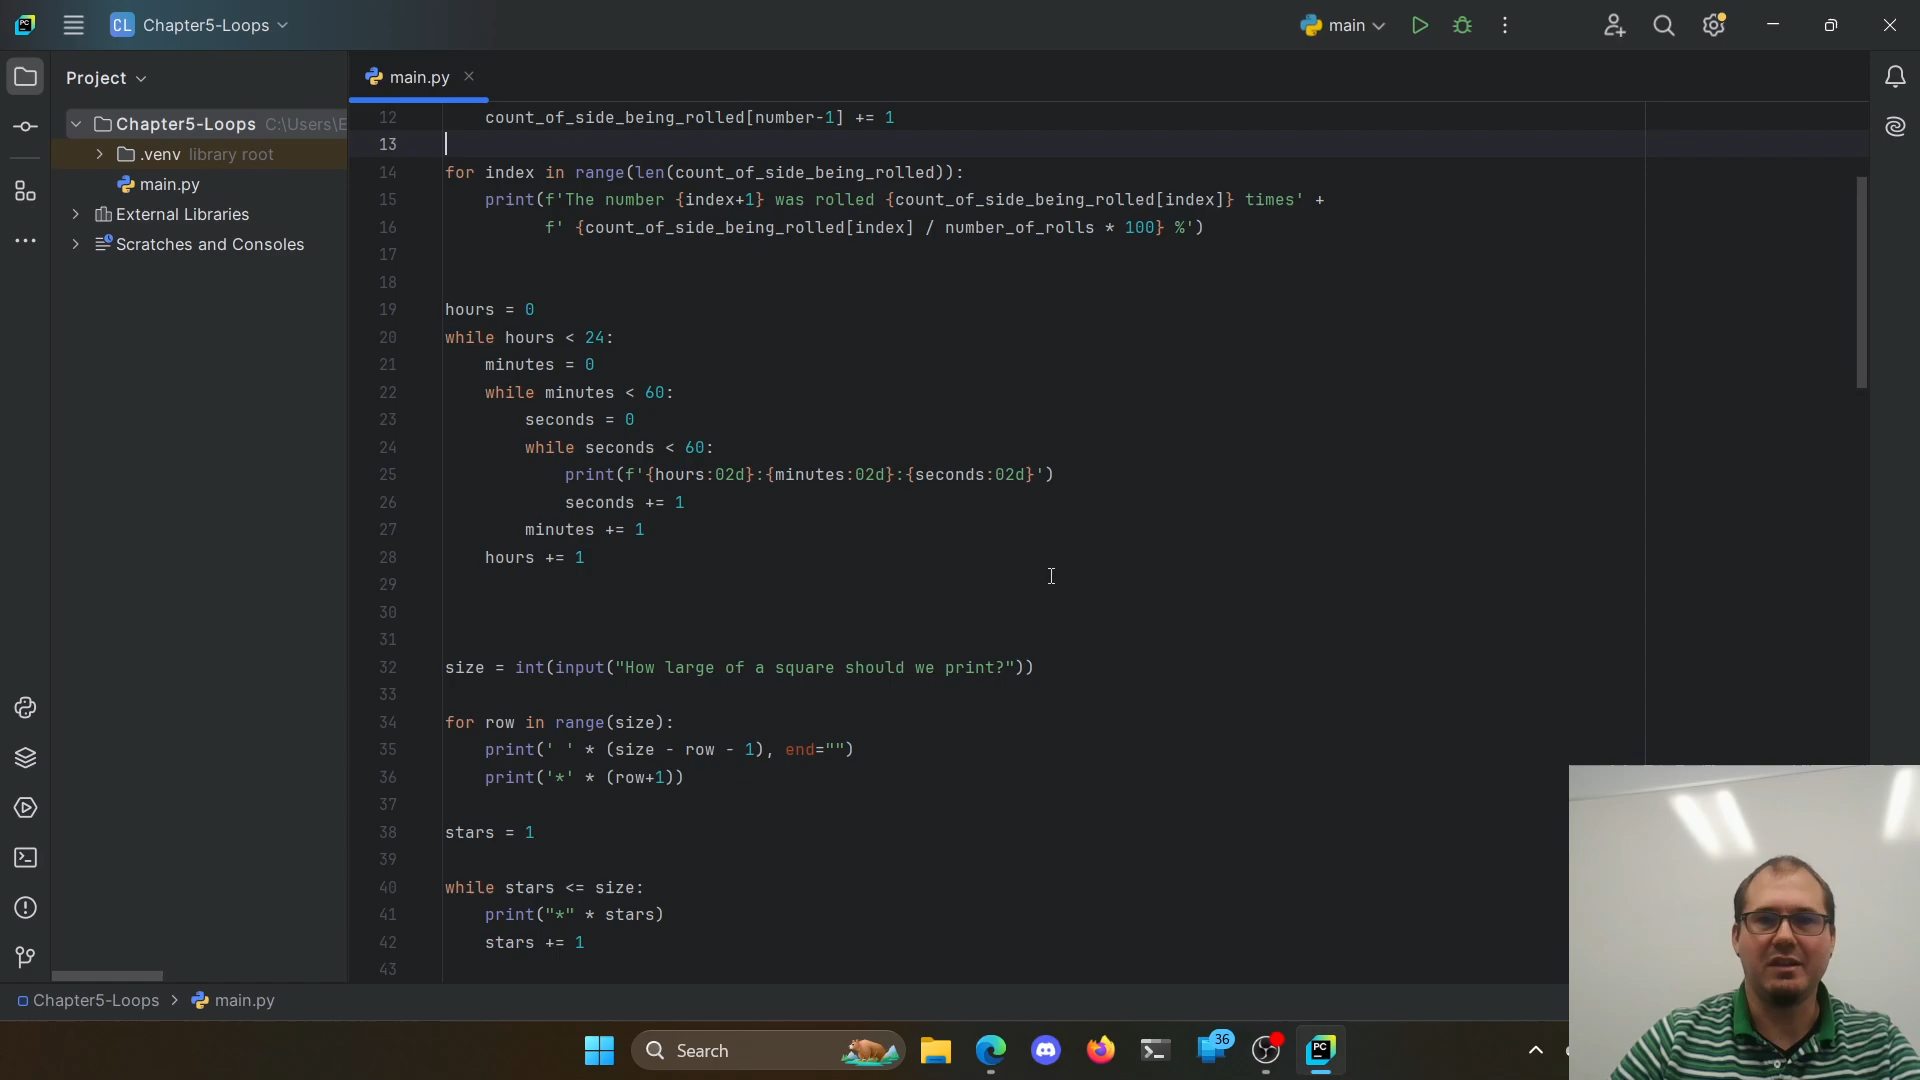 PC
CL Chapter5-Loops
main
Project
main.py
Chapter5-Loops C:\Users\E
.venv library root
main.py
External Libraries
Scratches and Consoles
12 count_of_side_being_rolled[number-1] += 1
13
14 for index in range(len(count_of_side_being_rolled)):
15 print(f'The number {index+1} was rolled {count_of_side_being_rolled[index]} times' +
16 f' {count_of_side_being_rolled[index] / number_of_rolls * 100} %')
17
18
19 hours = 0
20 while hours < 24:
21 minutes = 0
22 while minutes < 60:
23 seconds = 0
24 while seconds < 60:
25 print(f'{hours:02d}:{minutes:02d}:{seconds:02d}')
26 seconds += 1
27 minutes += 1
28 hours += 1
29
30
31
32 size = int(input("How large of a square should we print?"))
33
34 for row in range(size):
35 print(' ' * (size - row - 1), end="")
36 print('*' * (row+1))
37
38 stars = 1
39
40 while stars <= size:
41 print("*" * stars)
42 stars += 1
43
Chapter5-Loops > main.py
Search
36
PC